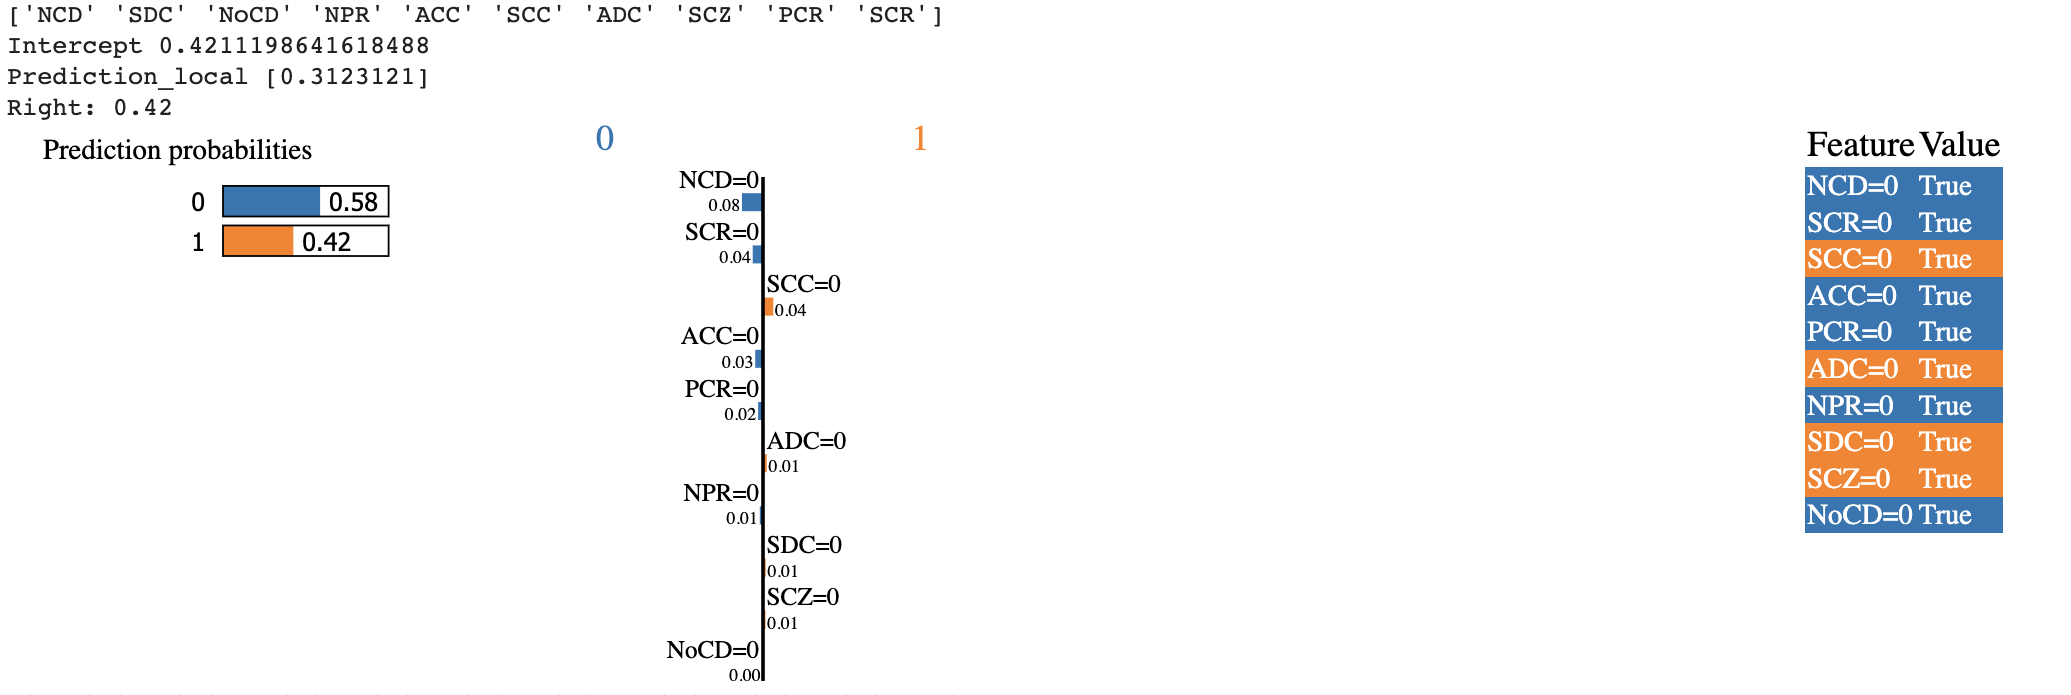 ['NCD' 'SDC' 'NoCD' 'NPR' 'ACC' 'SCC' 'ADC' 'SCZ' 'PCR' 'SCR']
Intercept 0.4211198641618488
Prediction_local [0.3123121]
Right: 0.42
Prediction probabilities
0 0.58
1 0.42
0 1
NCD=0
0.08
SCR=0
0.04
SCC=0
0.04
ACC=0
0.03
PCR=0
0.02
ADC=0
0.01
NPR=0
0.01
SDC=0
0.01
SCZ=0
0.01
NoCD=0
0.00
Feature Value
NCD=0 True
SCR=0 True
SCC=0 True
ACC=0 True
PCR=0 True
ADC=0 True
NPR=0 True
SDC=0 True
SCZ=0 True
NoCD=0 True